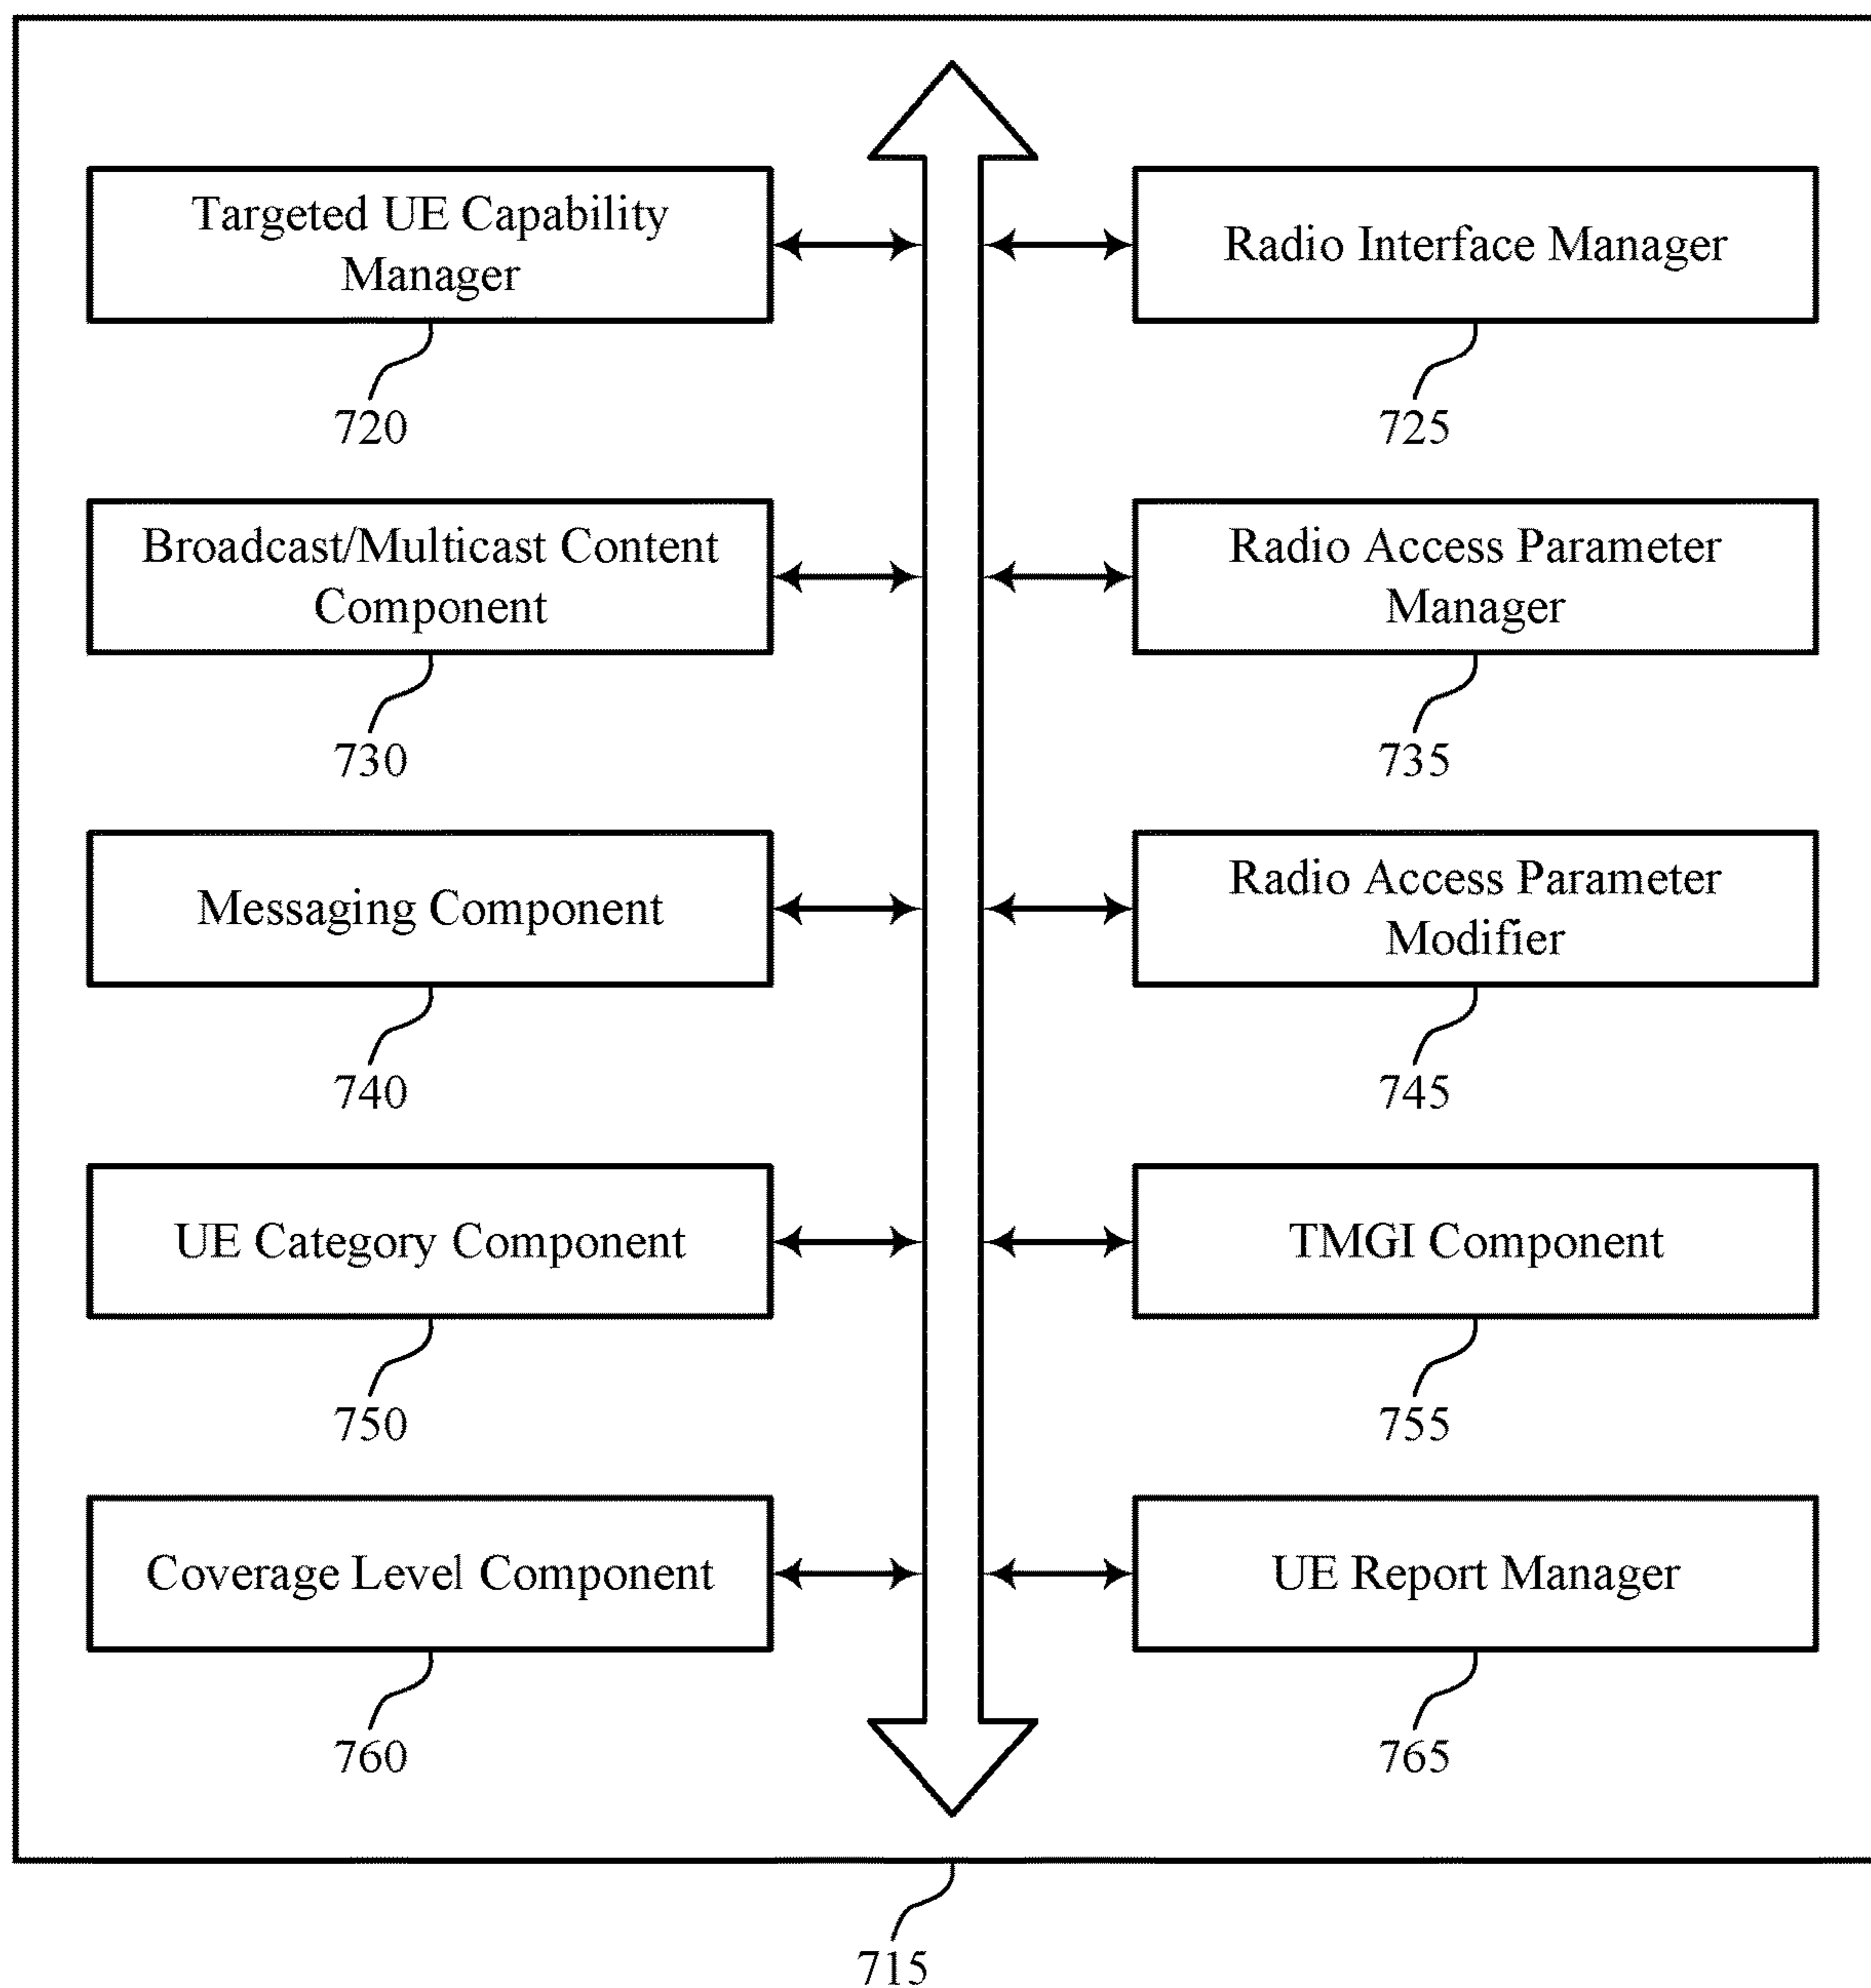 Targeted UE Capability
Manager
720
Radio Interface Manager
725
Broadcast/Multicast Content
Component
730
Radio Access Parameter
Manager
735
Messaging Component
740
Radio Access Parameter
Modifier
745
UE Category Component
750
TMGI Component
755
Coverage Level Component
760
UE Report Manager
765
715